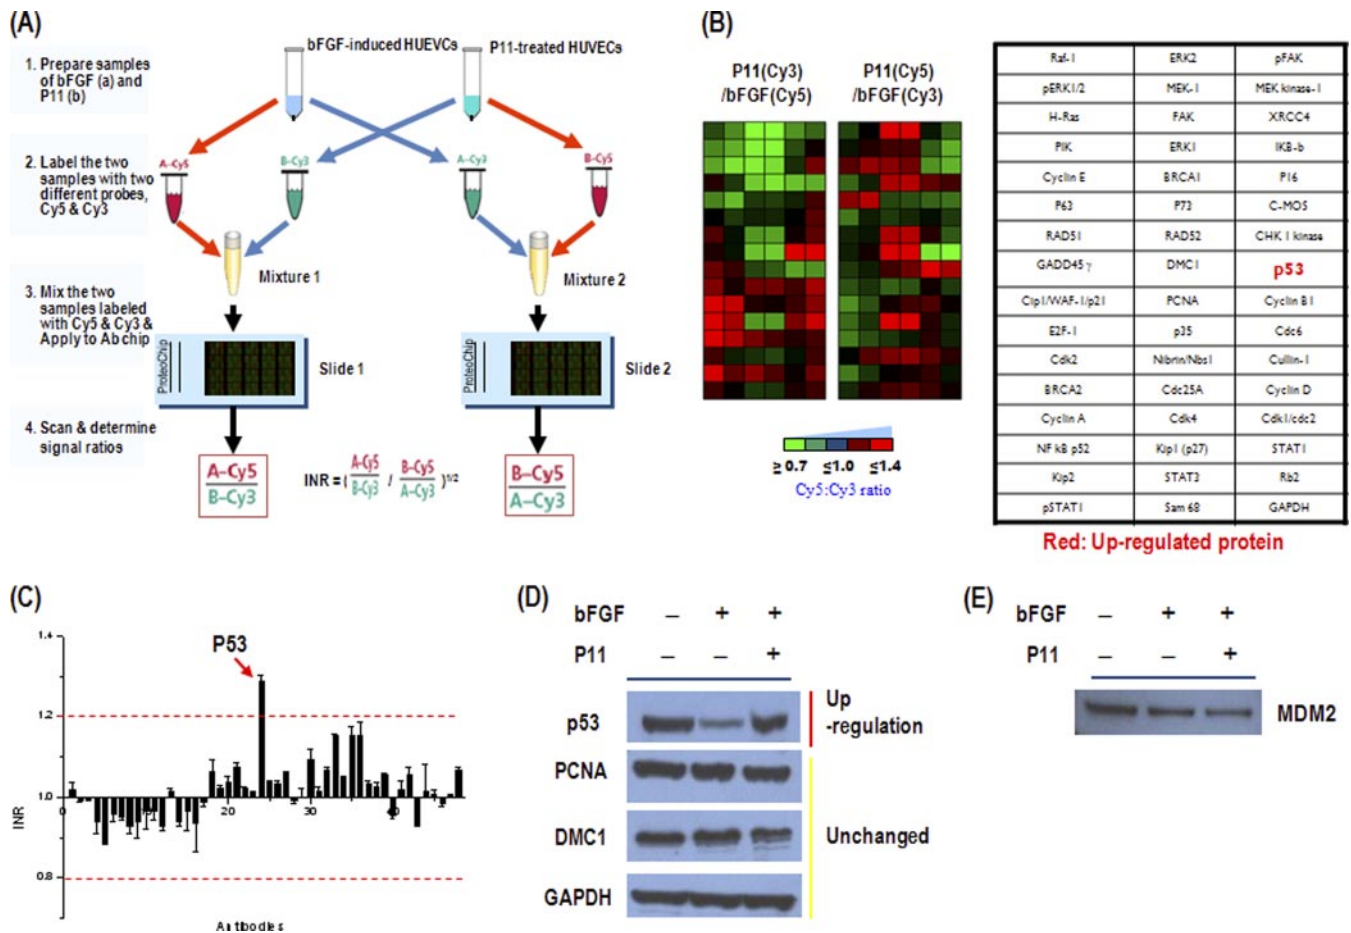 (A)
bFGF-induced HUEVCs
P11-treated HUVECs
1. Prepare samples
of bFGF (a) and
P11 (b)
2. Label the two
samples with two
different probes,
Cy5 & Cy3
A-Cy5
B-Cy3
A-Cy3
B-Cy5
Mixture 1
Mixture 2
3. Mix the two
samples labeled
with Cy5 & Cy3 &
Apply to Ab chip
ProteoChip
Slide 1
ProteoChip
Slide 2
4. Scan & determine
signal ratios
A-Cy5
B-Cy3
INR = ( A-Cy5 / B-Cy5 )1/2
B-Cy3 A-Cy3
B-Cy5
A-Cy3
(B)
P11(Cy3)
/bFGF(Cy5)
P11(Cy5)
/bFGF(Cy3)
≧ 0.7 ≤1.0 ≤1.4
Cy5:Cy3 ratio
Raf-1 ERK2 pFAK
pERK1/2 MEK-1 MEK kinase-1
H-Ras FAK XRCC4
PIK ERK1 IKB-b
Cyclin E BRCA1 P16
P63 P73 C-MOS
RAD51 RAD52 CHK 1 kinase
GADD45 γ DMC1 p53
Cip1/WAF-1/p21 PCNA Cyclin B1
E2F-1 p35 Cdc6
Cdk2 Nibrin/Nbs1 Cullin-1
BRCA2 Cdc25A Cyclin D
Cyclin A Cdk4 Cdk1/cdc2
NF kB p52 Kip1 (p27) STAT1
Kip2 STAT3 Rb2
pSTAT1 Sam 68 GAPDH
Red: Up-regulated protein
(C)
1.4
P53
1.2
1.0
0.8
INR
0 20 30
Antibodies
(D)
bFGF – + +
P11 – – +
p53
Up
-regulation
PCNA
DMC1
Unchanged
GAPDH
(E)
bFGF – + +
P11 – – +
MDM2